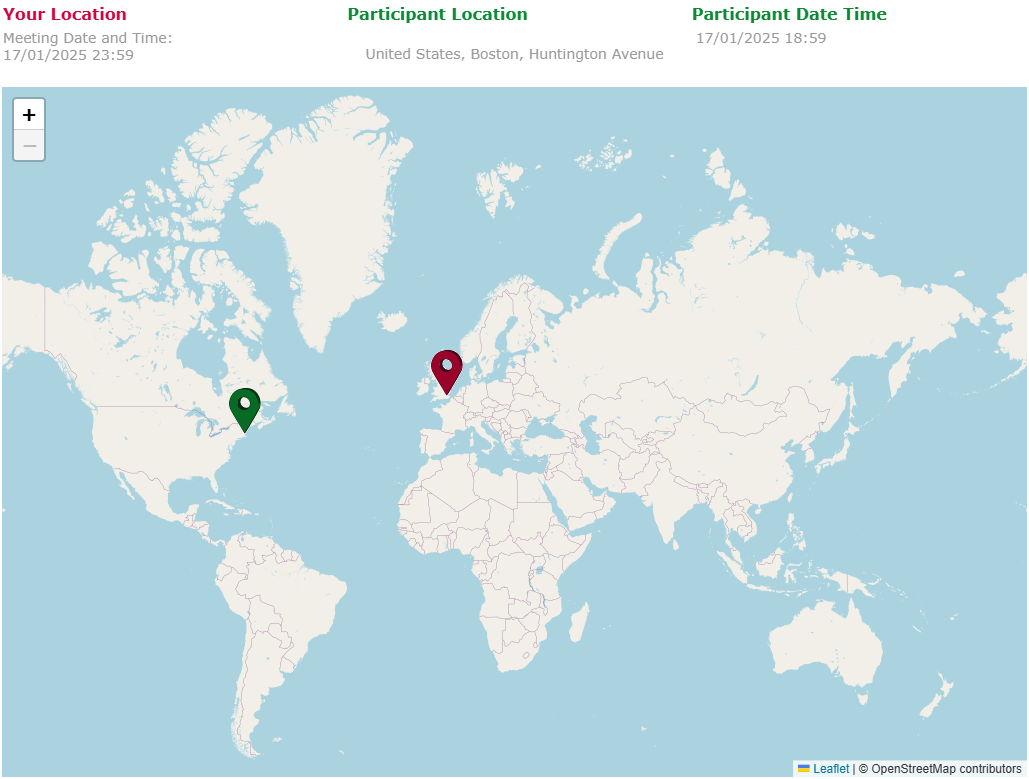 Your Location
Meeting Date and Time:
17/01/2025 23:59
Participant Location
United States, Boston, Huntington Avenue
Participant Date Time
17/01/2025 18:59
+
−
Leaflet | © OpenStreetMap contributors